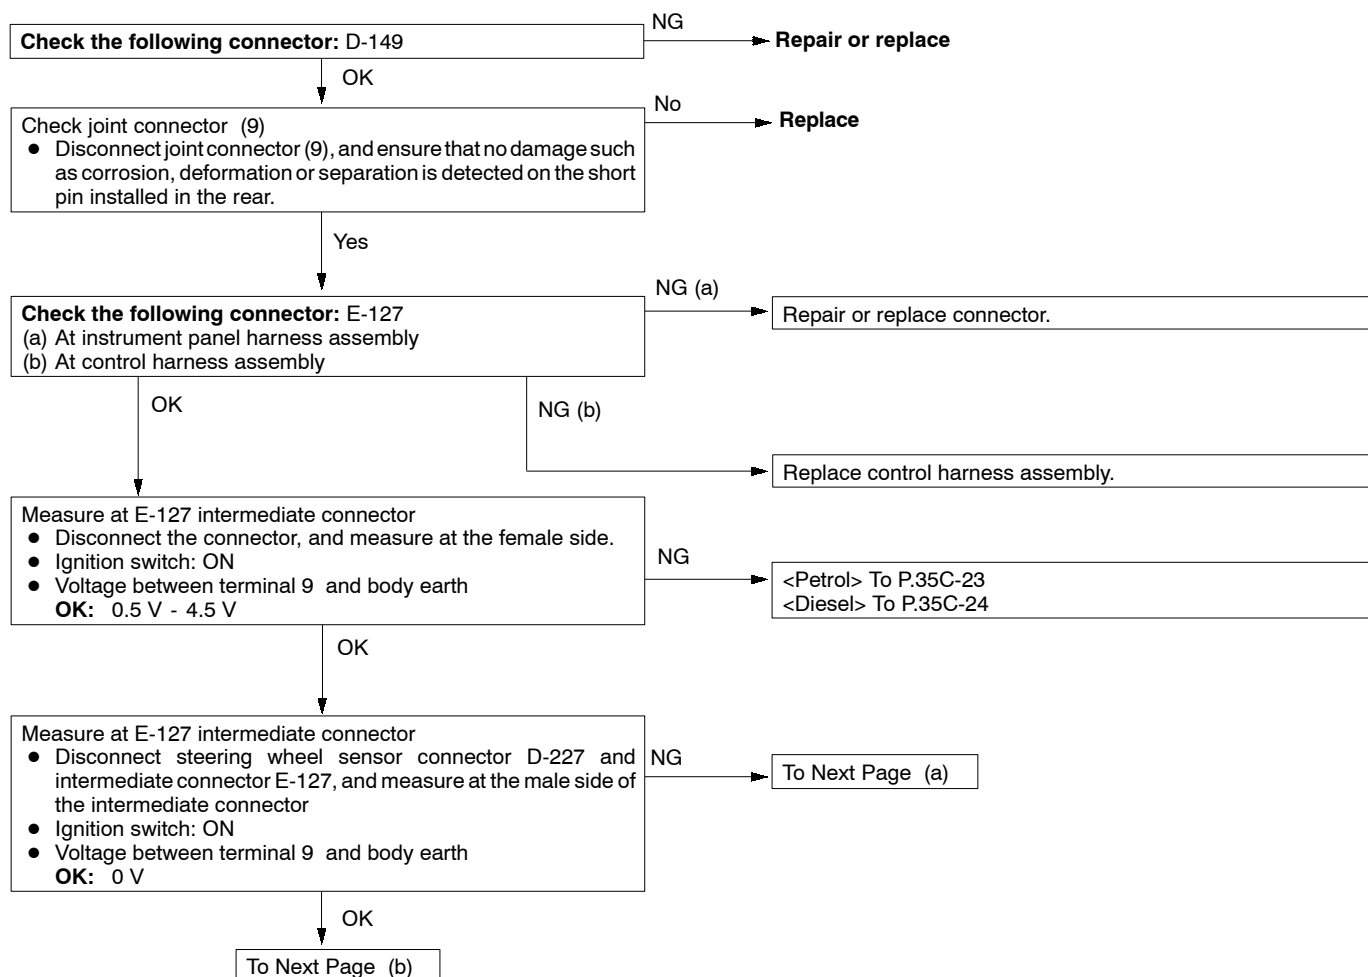 Check the following connector: D-149
NG
Repair or replace
OK
Check joint connector (9)
● Disconnect joint connector (9), and ensure that no damage such
as corrosion, deformation or separation is detected on the short
pin installed in the rear.
No
Replace
Yes
Check the following connector: E-127
(a) At instrument panel harness assembly
(b) At control harness assembly
NG (a)
Repair or replace connector.
OK
NG (b)
Replace control harness assembly.
Measure at E-127 intermediate connector
● Disconnect the connector, and measure at the female side.
● Ignition switch: ON
● Voltage between terminal 9 and body earth
OK: 0.5 V - 4.5 V
NG
<Petrol> To P.35C-23
<Diesel> To P.35C-24
OK
Measure at E-127 intermediate connector
● Disconnect steering wheel sensor connector D-227 and
intermediate connector E-127, and measure at the male side of
the intermediate connector
● Ignition switch: ON
● Voltage between terminal 9 and body earth
OK: 0 V
NG
To Next Page (a)
OK
To Next Page (b)